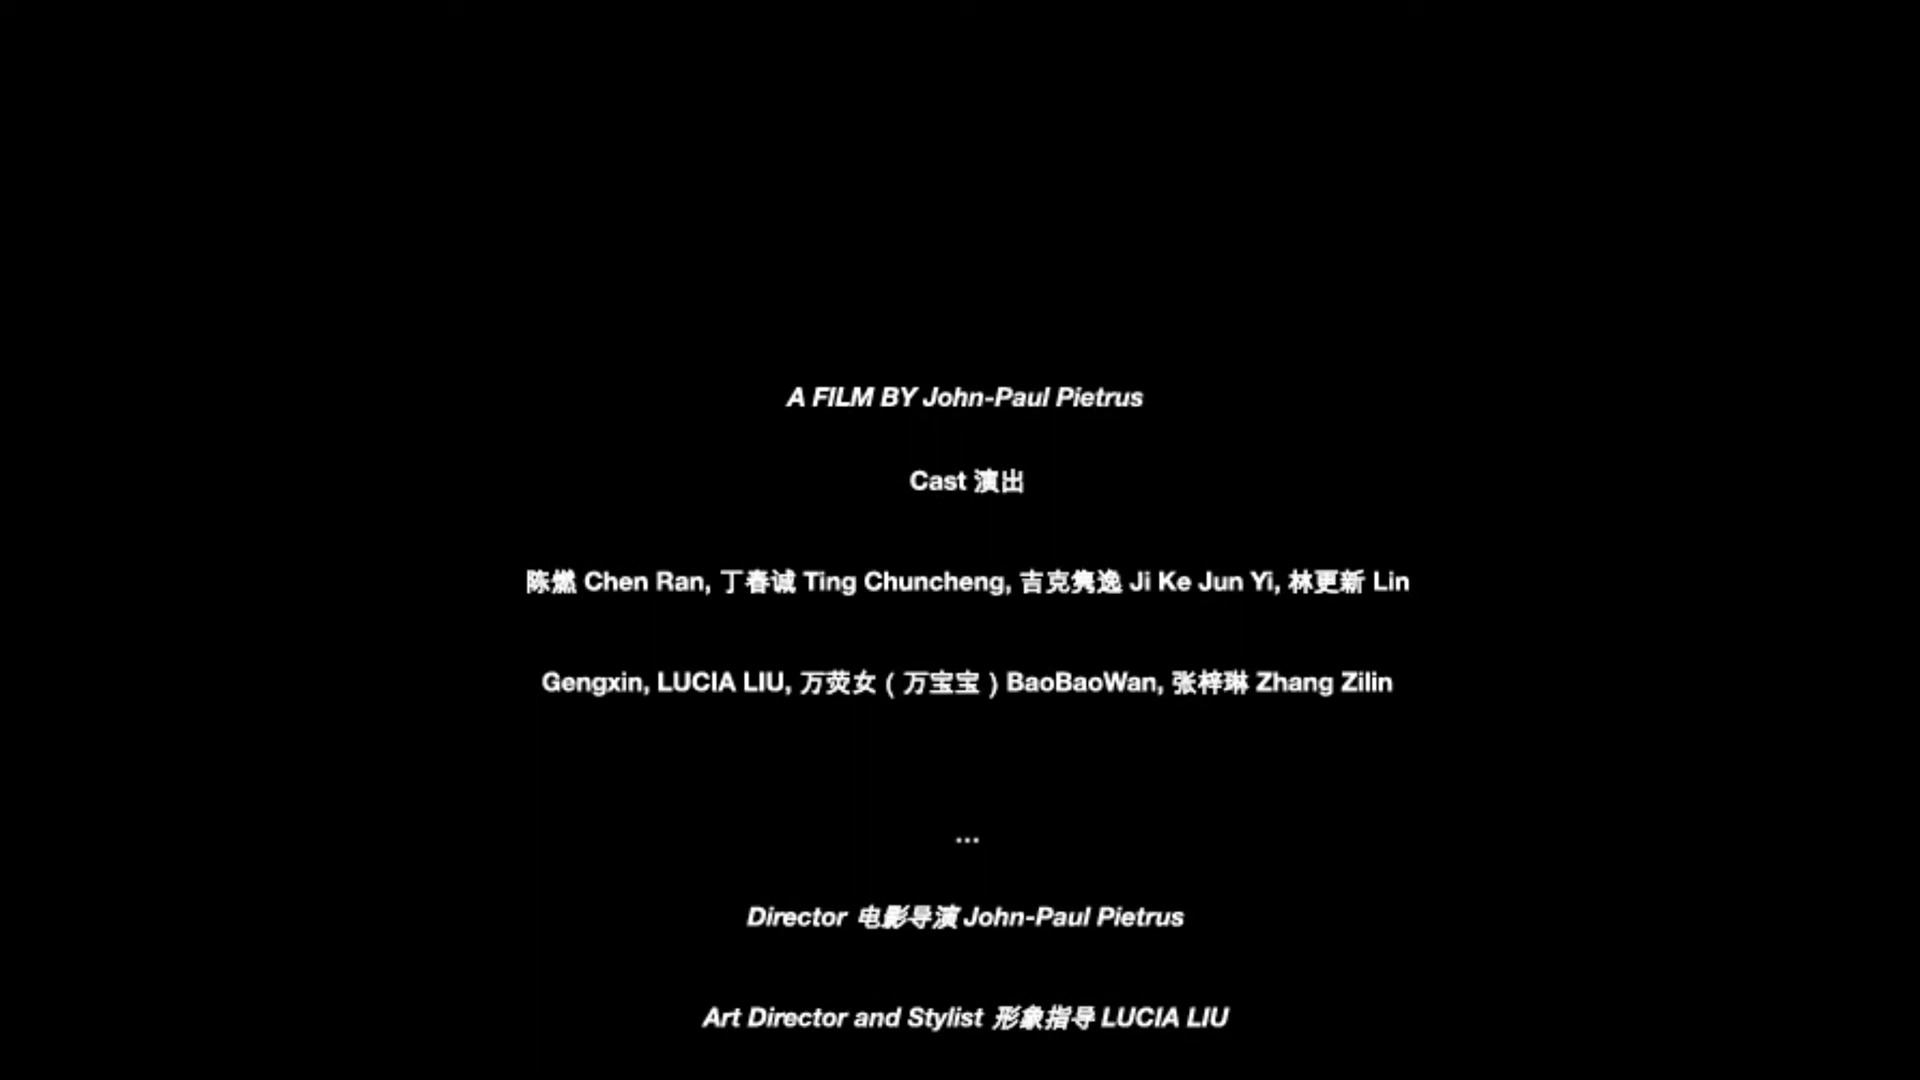 A FILM BY John-Paul Pietrus
Cast 演出
陈燃 Chen Ran, 丁春诚 Ting Chuncheng, 吉克隽逸 Ji Ke Jun Yi, 林更新 Lin
Gengxin, LUCIA LIU, 万荧女 ( 万宝宝 ) BaoBaoWan, 张梓琳 Zhang Zilin
...
Director 电影导演 John-Paul Pietrus
Art Director and Stylist 形象指导 LUCIA LIU